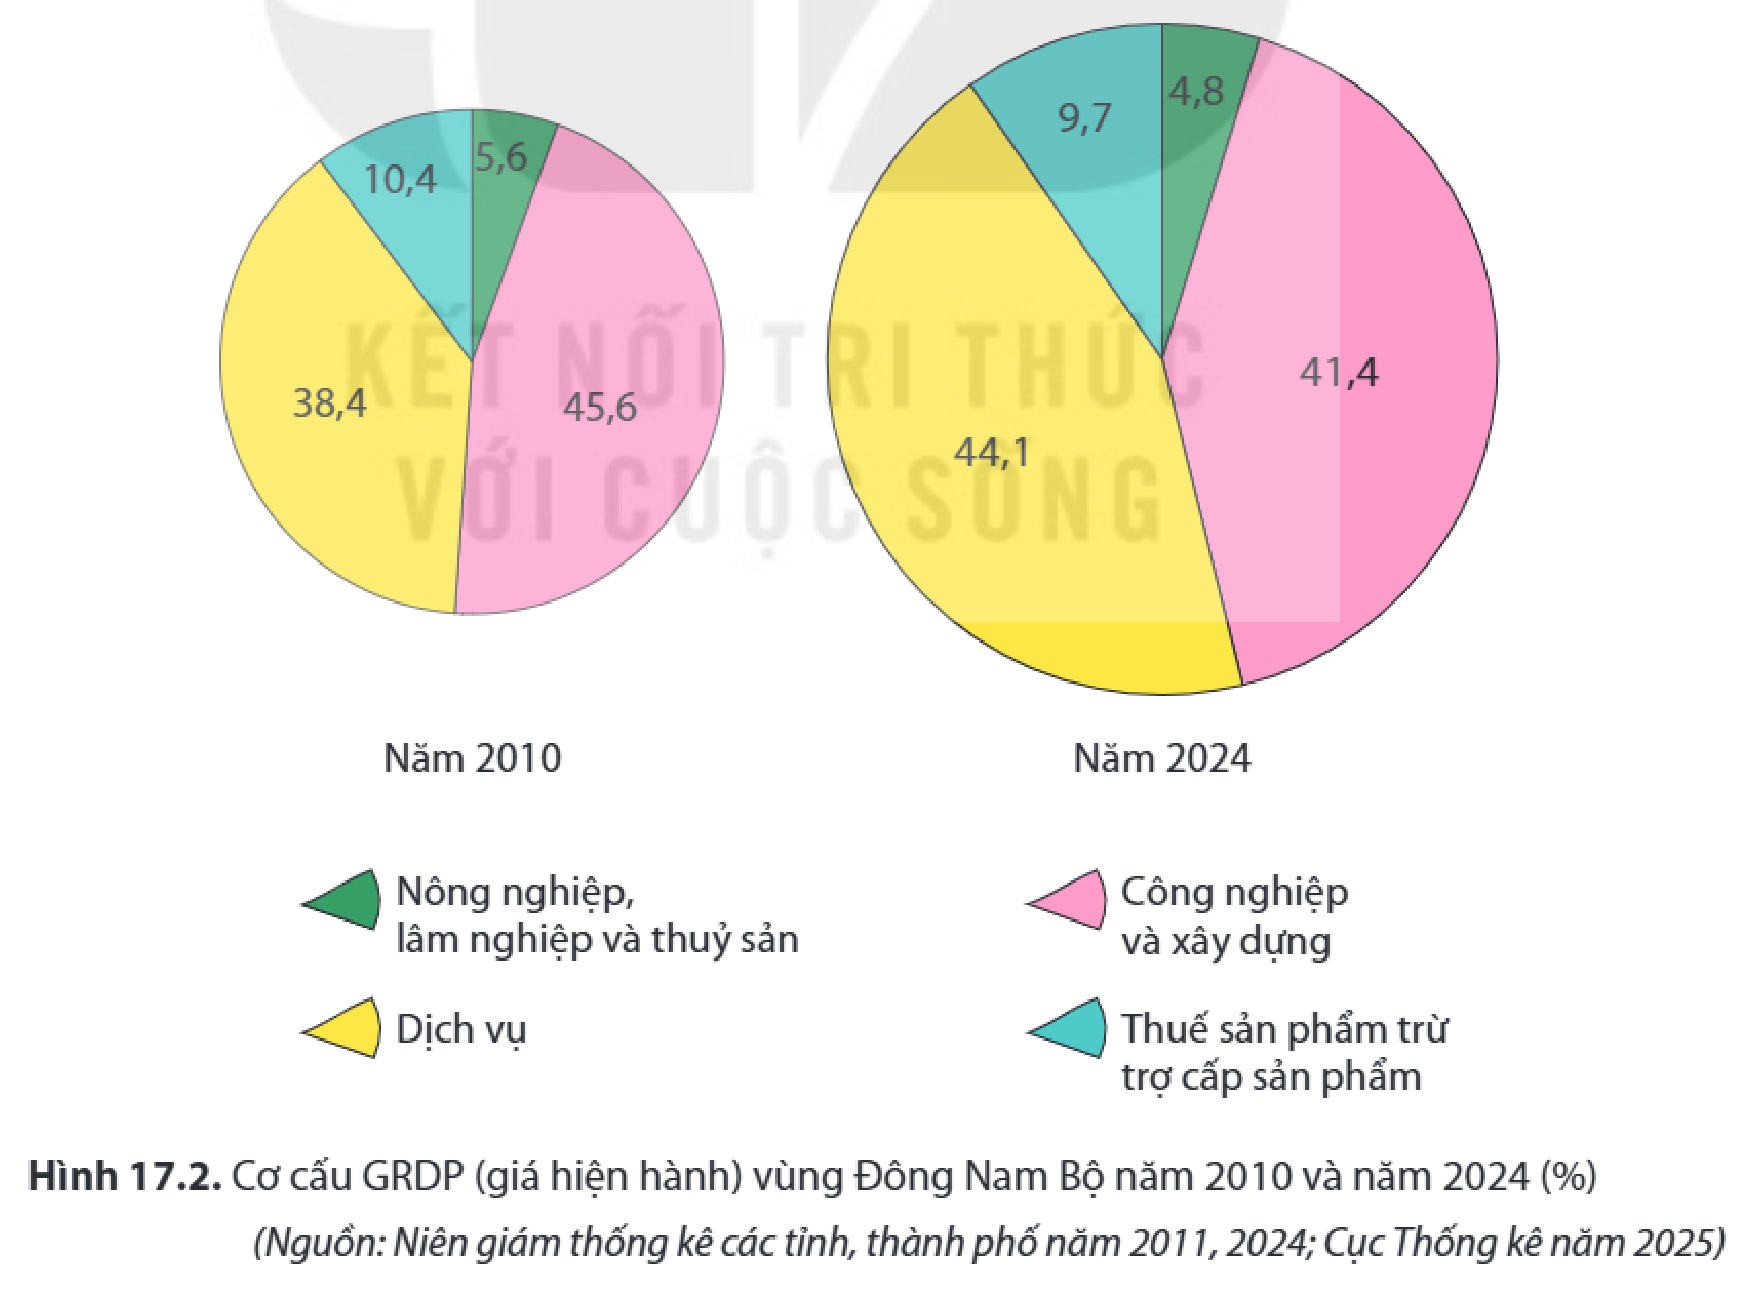 5,6
10,4
38,4
45,6
4,8
9,7
41,4
44,1
KẾT NỐI TRI THỨC
VỚI CUỘC SỐNG
Năm 2010
Năm 2024
Nông nghiệp,
lâm nghiệp và thuỷ sản
Công nghiệp
và xây dựng
Dịch vụ
Thuế sản phẩm trừ
trợ cấp sản phẩm
Hình 17.2. Cơ cấu GRDP (giá hiện hành) vùng Đông Nam Bộ năm 2010 và năm 2024 (%)
(Nguồn: Niên giám thống kê các tỉnh, thành phố năm 2011, 2024; Cục Thống kê năm 2025)